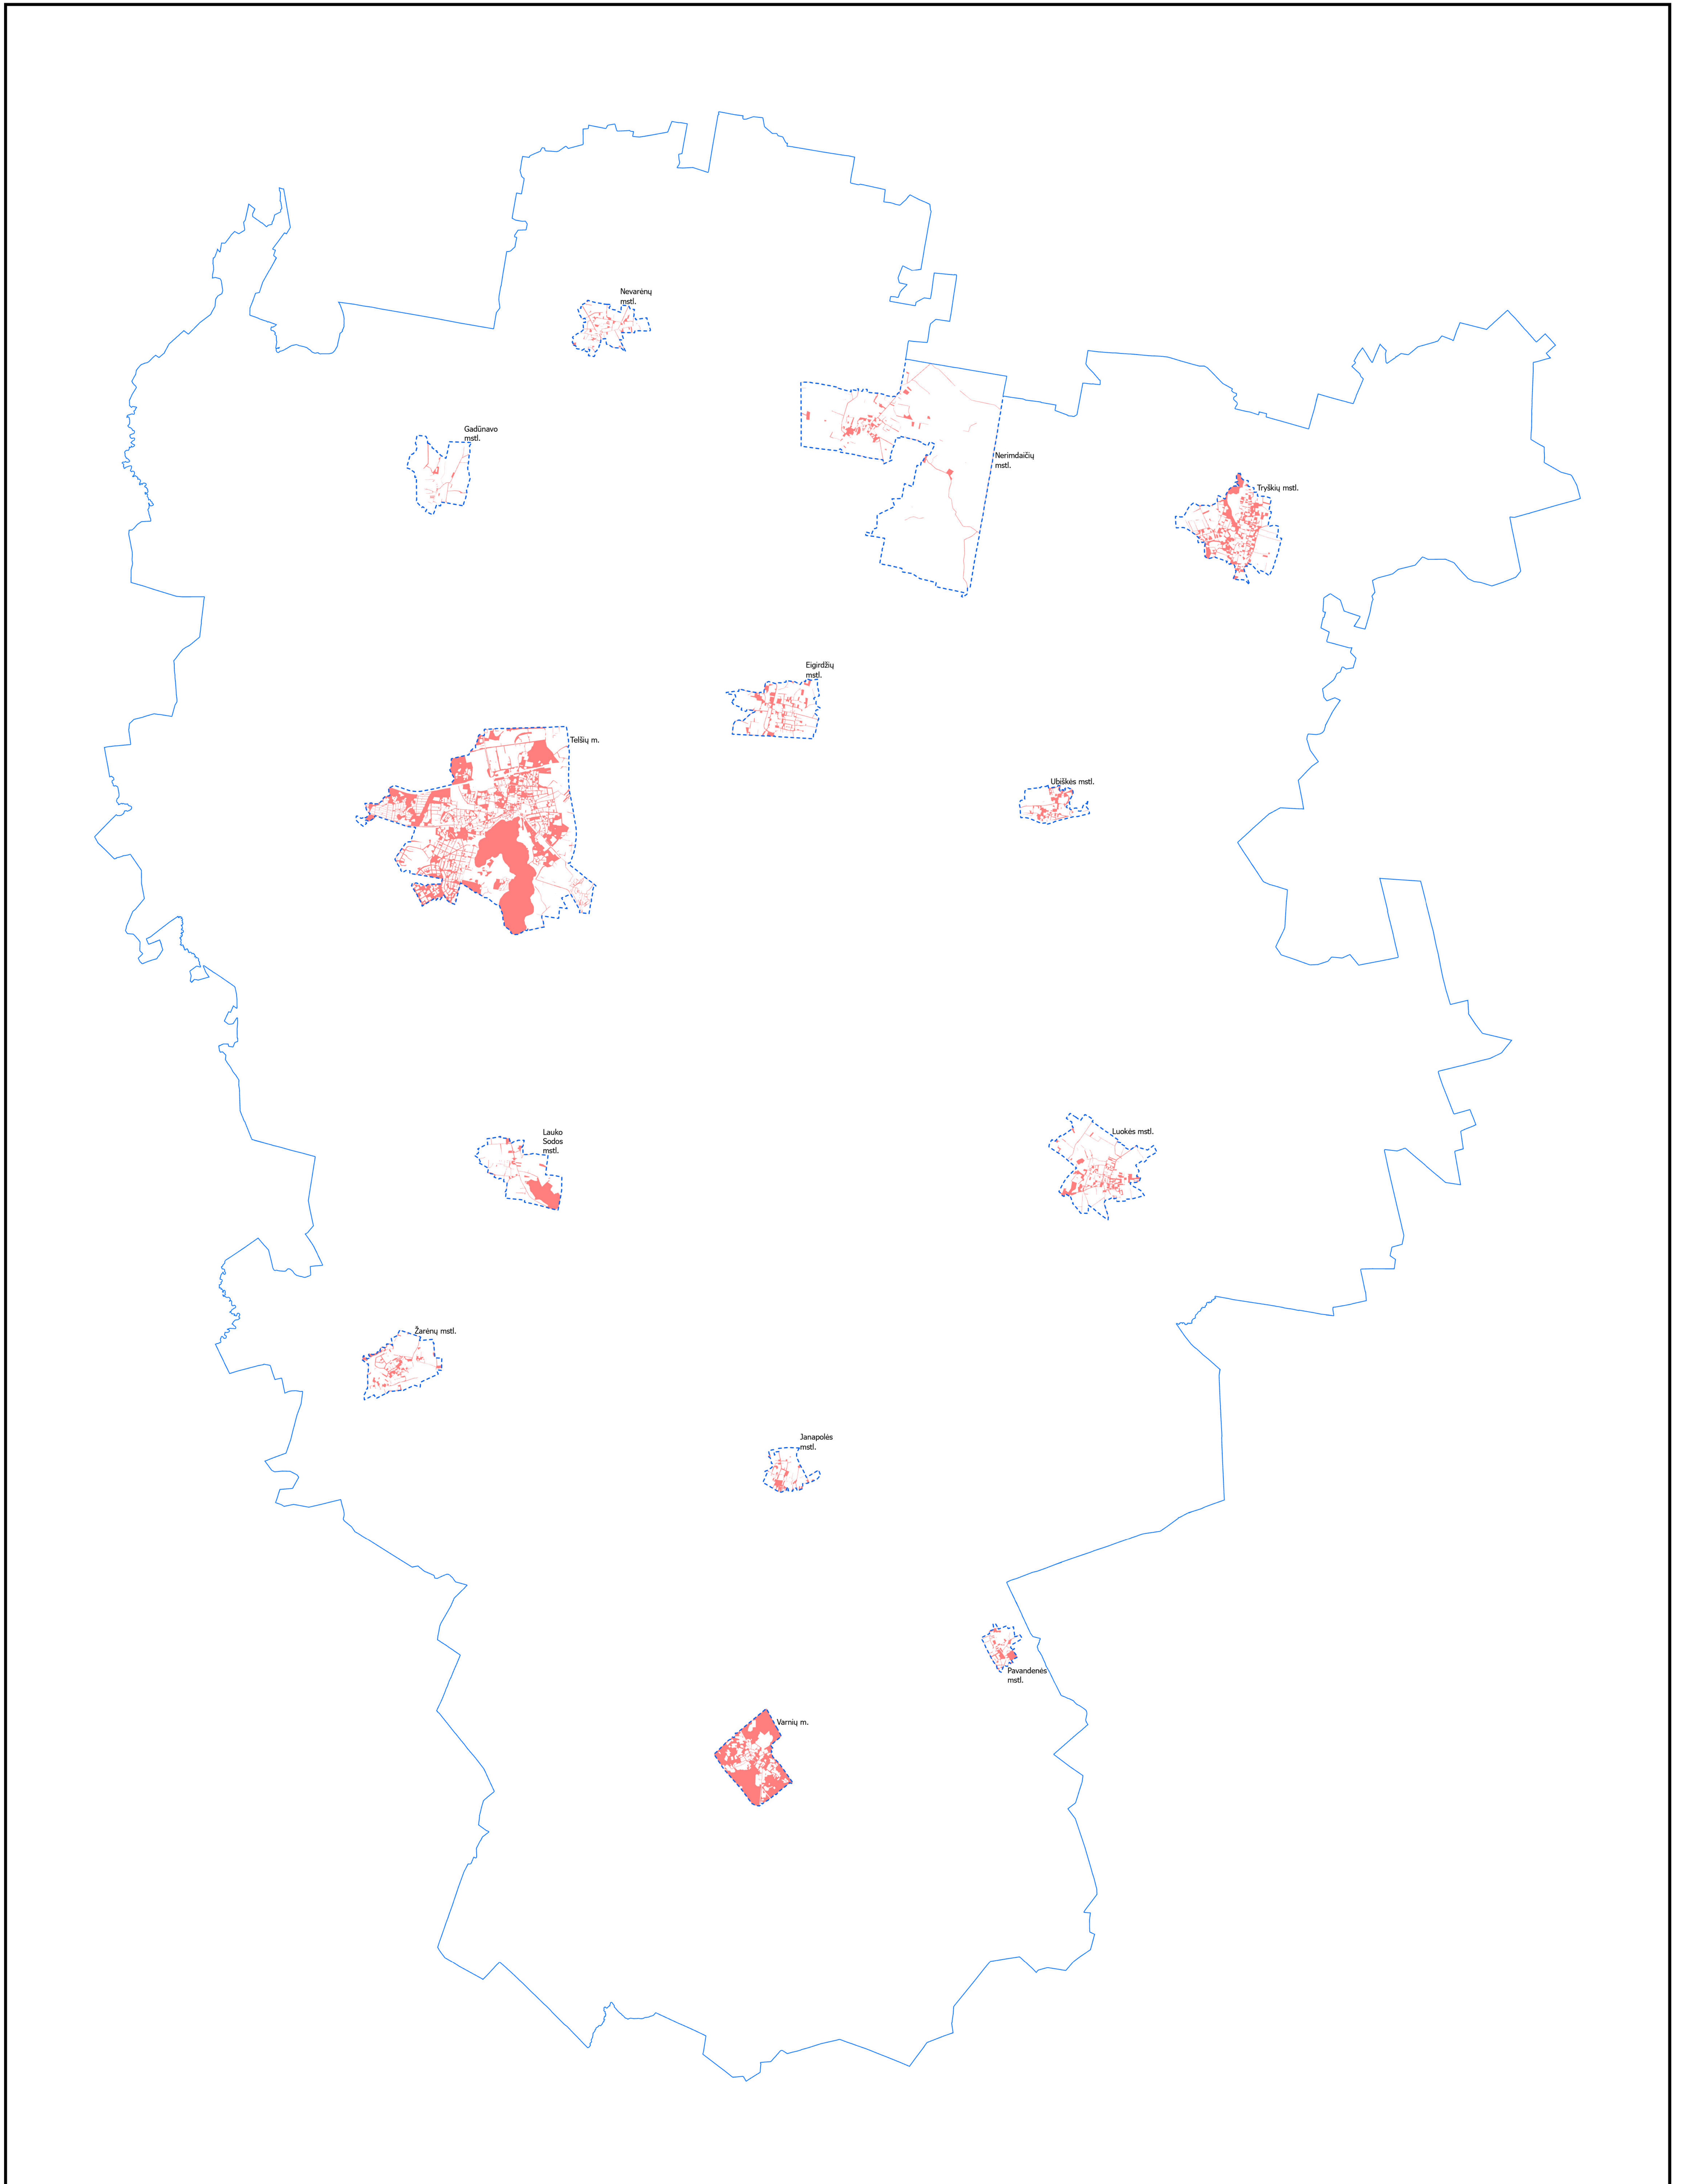 Nevarėnų
mstl.
Gadūnavo
mstl.
Nerimdaičių
mstl.
Tryškių mstl.
Eigirdžių
mstl.
Telšių m.
Ubiškės mstl.
Lauko
Sodos
mstl.
Luokės mstl.
Žarėnų mstl.
Janapolės
mstl.
Pavandenės
mstl.
Varnių m.